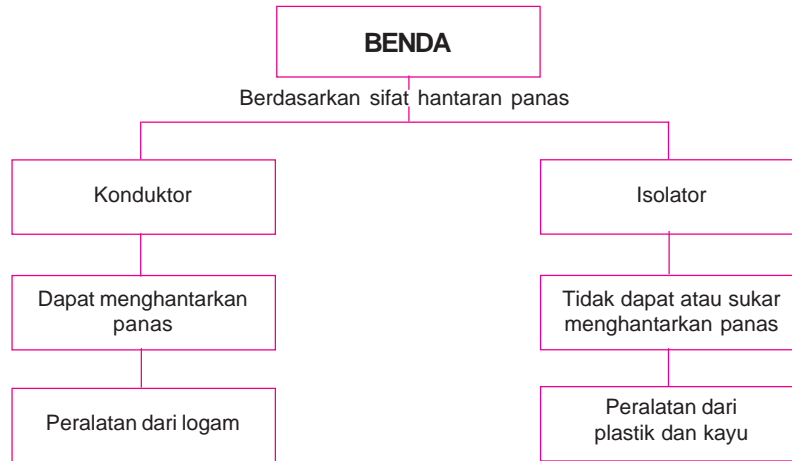 BENDA
Berdasarkan sifat hantaran panas
Konduktor
Isolator
Dapat menghantarkan
panas
Tidak dapat atau sukar
menghantarkan panas
Peralatan dari logam
Peralatan dari
plastik dan kayu